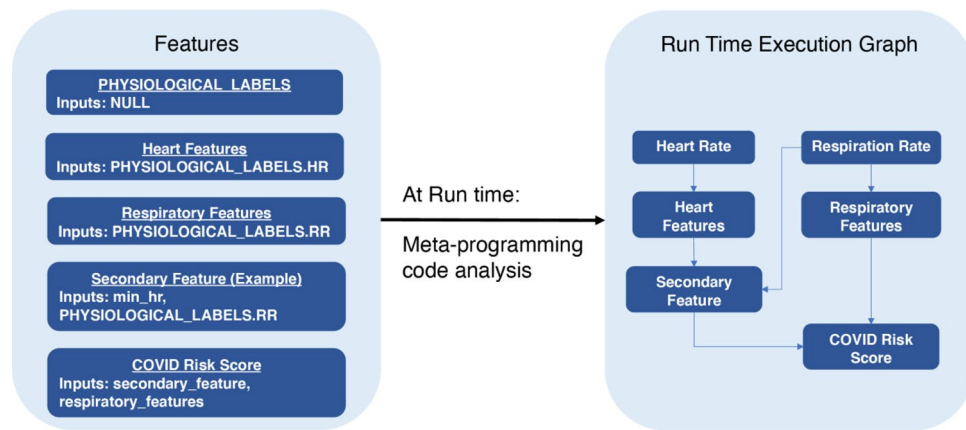 Features
PHYSIOLOGICAL_LABELS
Inputs: NULL
Heart Features
Inputs: PHYSIOLOGICAL_LABELS.HR
Respiratory Features
Inputs: PHYSIOLOGICAL_LABELS.RR
Secondary Feature (Example)
Inputs: min_hr,
PHYSIOLOGICAL_LABELS.RR
COVID Risk Score
Inputs: secondary_feature,
respiratory_features
At Run time:
Meta-programming
code analysis
Run Time Execution Graph
Heart Rate
Respiration Rate
Heart
Features
Respiratory
Features
Secondary
Feature
COVID Risk
Score